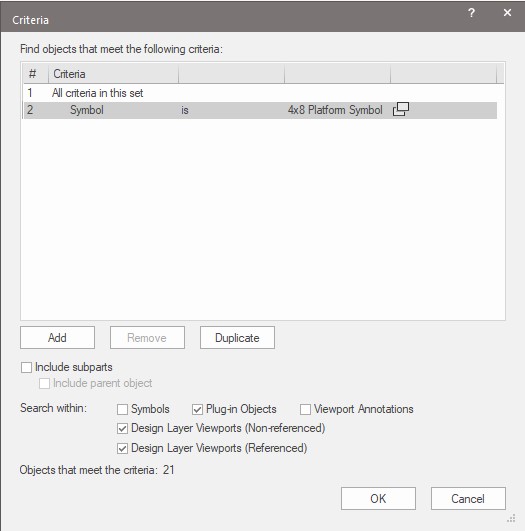 Criteria ? ×
Find objects that meet the following criteria:
# Criteria
1 All criteria in this set
2 Symbol is 4x8 Platform Symbol
Add Remove Duplicate
Include subparts
Include parent object
Search within: Symbols Plug-in Objects Viewport Annotations
Design Layer Viewports (Non-referenced)
Design Layer Viewports (Referenced)
Objects that meet the criteria: 21
OK Cancel